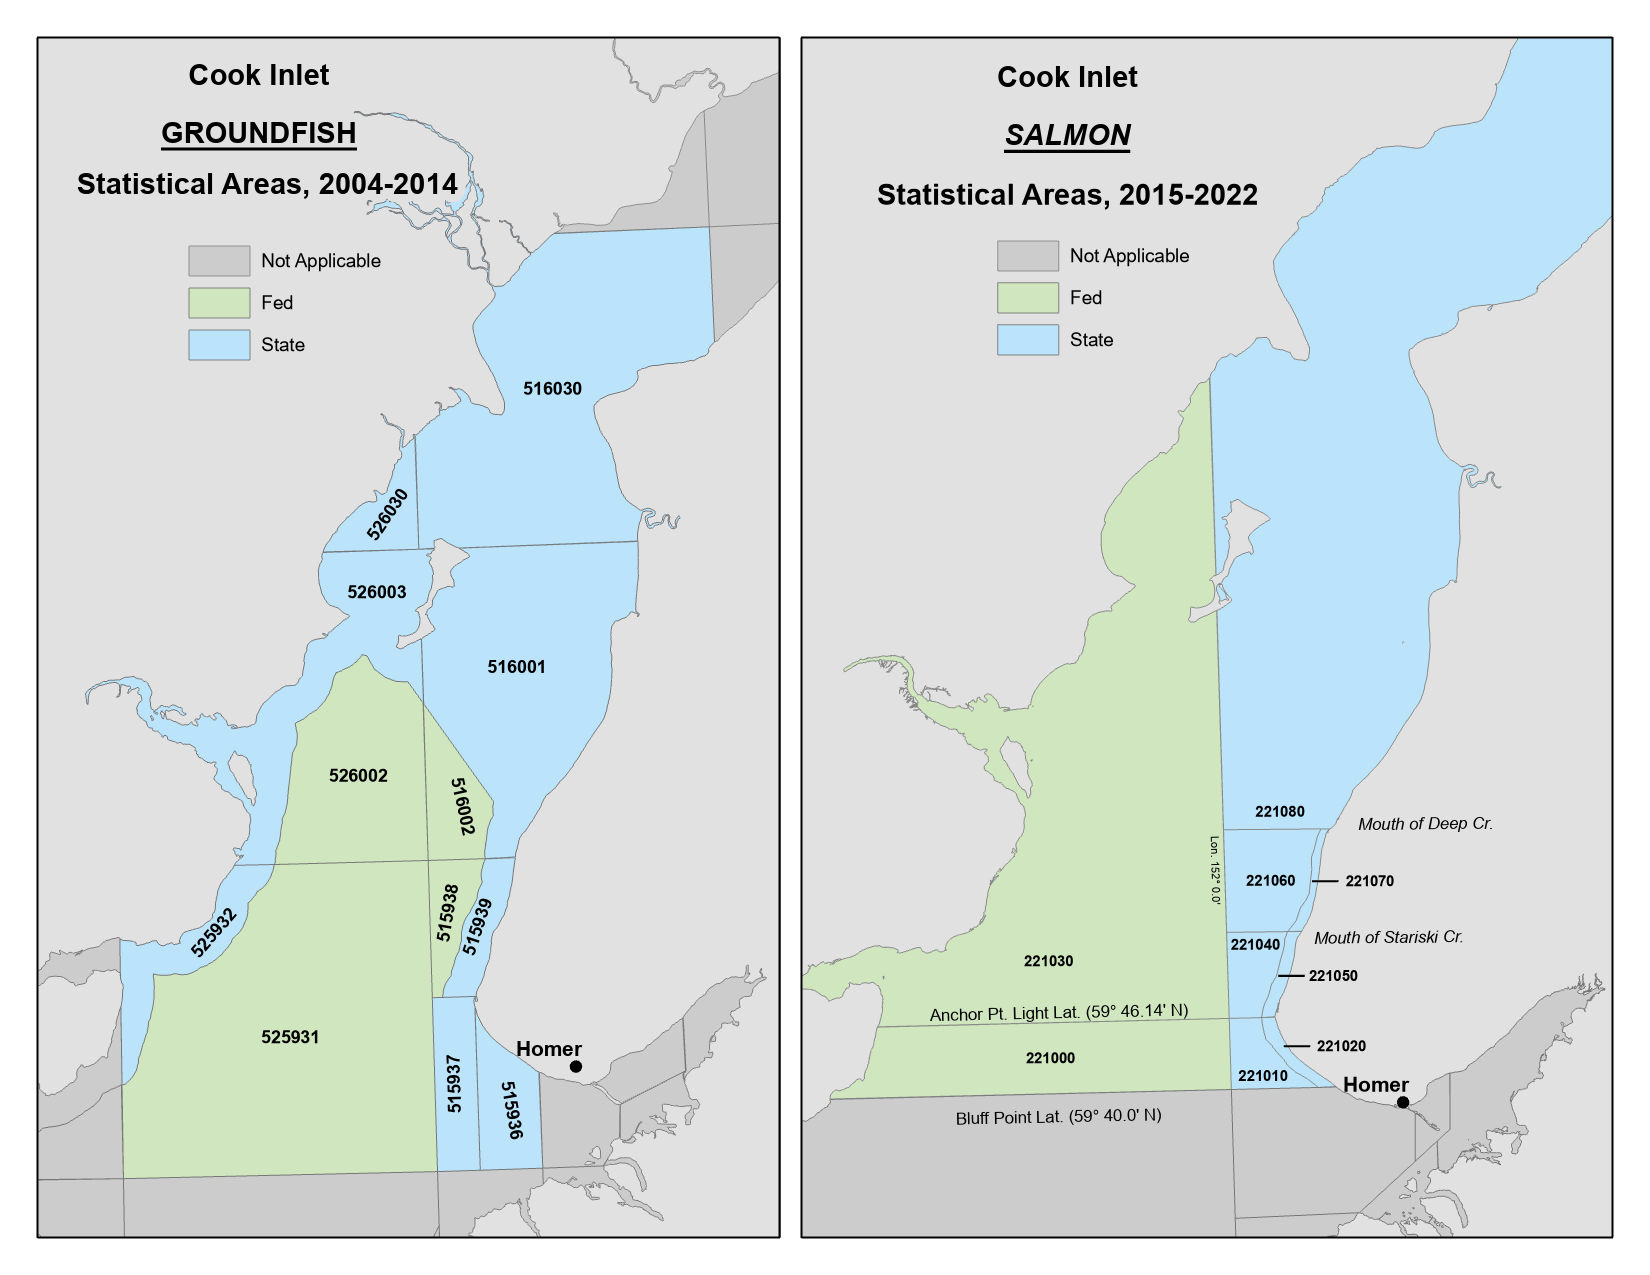 Cook Inlet
GROUNDFISH
Statistical Areas, 2004-2014
Not Applicable
Fed
State
516030
526030
526003
516001
526002
516002
515938
515939
525932
525931
515937
515936
Homer
Cook Inlet
SALMON
Statistical Areas, 2015-2022
Not Applicable
Fed
State
221080
Mouth of Deep Cr.
Lon. 152° 0.0'
221060
221070
Mouth of Stariski Cr.
221040
221030
221050
Anchor Pt. Light Lat. (59° 46.14' N)
221020
221000
221010
Homer
Bluff Point Lat. (59° 40.0' N)